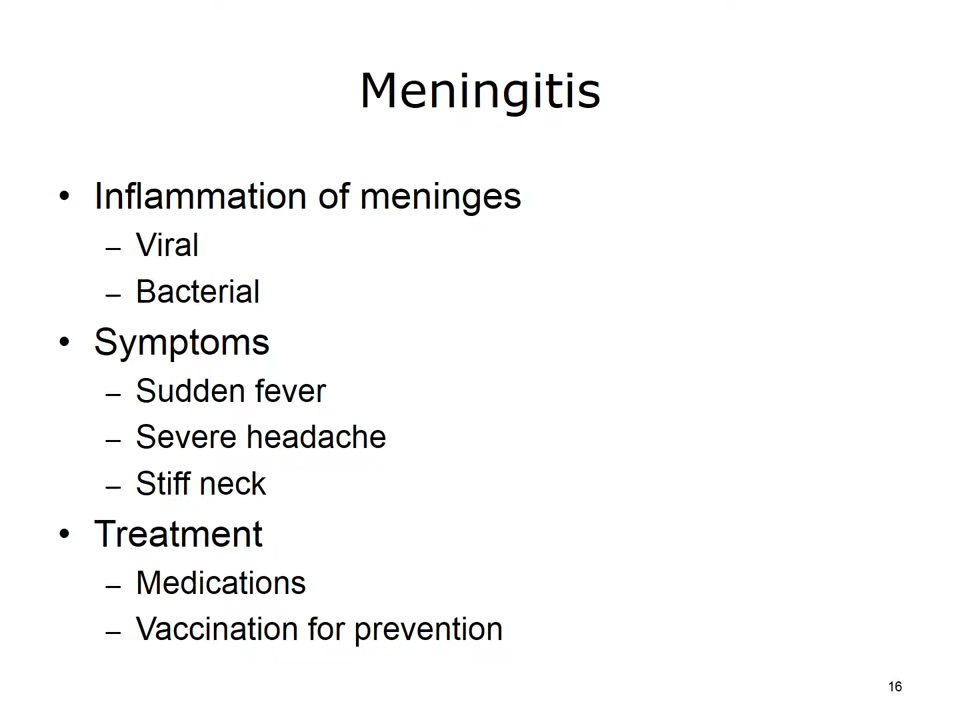 Meningitis
• Inflammation of meninges
– Viral
– Bacterial
• Symptoms
– Sudden fever
– Severe headache
– Stiff neck
• Treatment
– Medications
– Vaccination for prevention
16